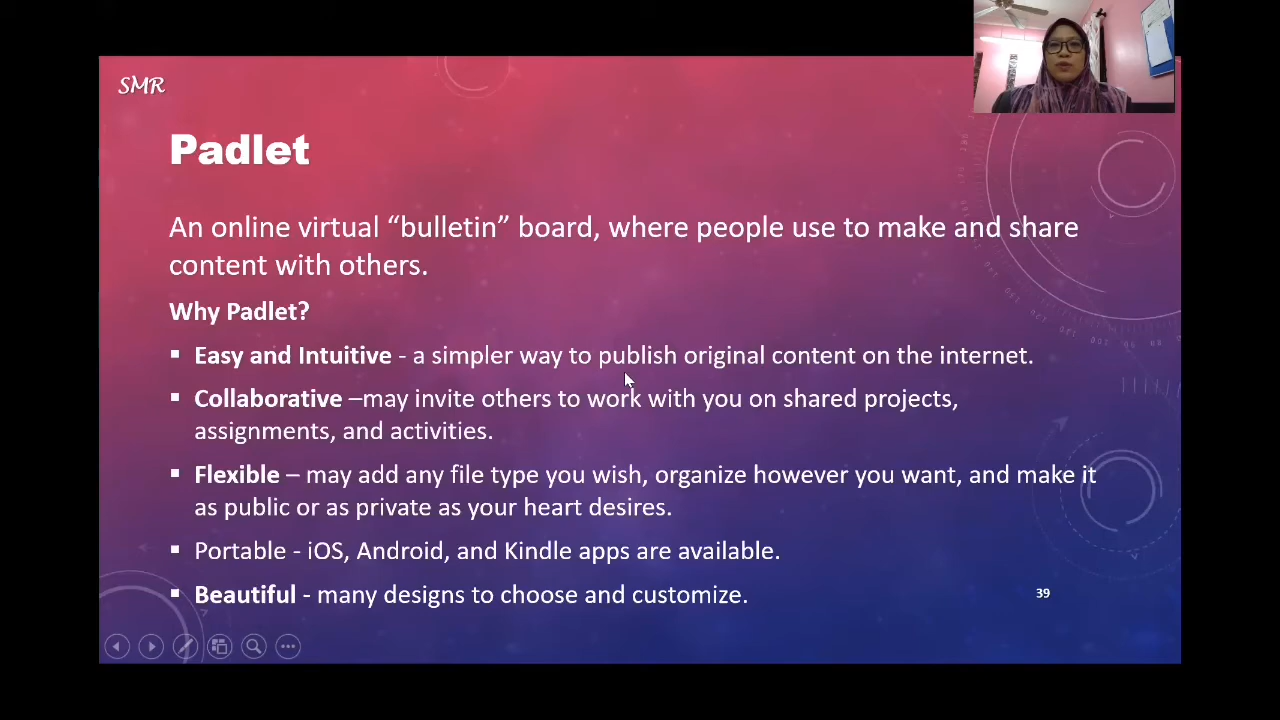 SMR
Padlet
An online virtual “bulletin” board, where people use to make and share
content with others.
Why Padlet?
▪ Easy and Intuitive - a simpler way to publish original content on the internet.
▪ Collaborative –may invite others to work with you on shared projects,
assignments, and activities.
▪ Flexible – may add any file type you wish, organize however you want, and make it
as public or as private as your heart desires.
▪ Portable - iOS, Android, and Kindle apps are available.
▪ Beautiful - many designs to choose and customize.
39